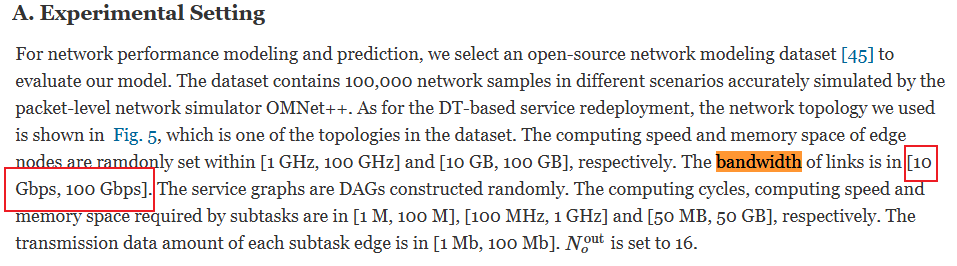 A. Experimental Setting
For network performance modeling and prediction, we select an open-source network modeling dataset [45] to
evaluate our model. The dataset contains 100,000 network samples in different scenarios accurately simulated by the
packet-level network simulator OMNet++. As for the DT-based service redeployment, the network topology we used
is shown in Fig. 5, which is one of the topologies in the dataset. The computing speed and memory space of edge
nodes are ramdonly set within [1 GHz, 100 GHz] and [10 GB, 100 GB], respectively. The bandwidth of links is in [10
Gbps, 100 Gbps]. The service graphs are DAGs constructed randomly. The computing cycles, computing speed and
memory space required by subtasks are in [1 M, 100 M], [100 MHz, 1 GHz] and [50 MB, 50 GB], respectively. The
transmission data amount of each subtask edge is in [1 Mb, 100 Mb]. N_o^out is set to 16.